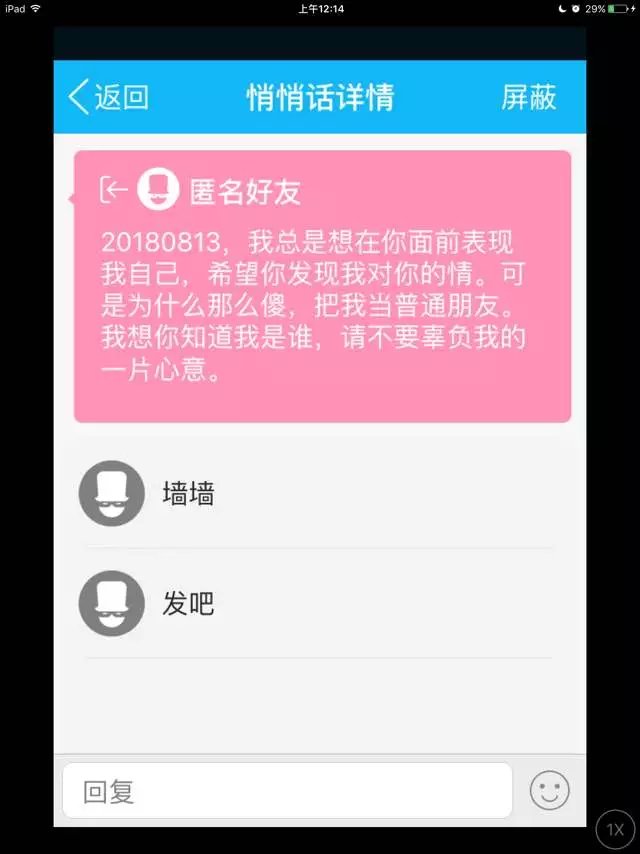 iPad 上午12:14 29%
返回 悄悄话详情 屏蔽
匿名好友
20180813，我总是想在你面前表现
我自己，希望你发现我对你的情。可
是为什么那么傻，把我当普通朋友。
我想你知道我是谁，请不要辜负我的
一片心意。
墙墙
发吧
回复
1X